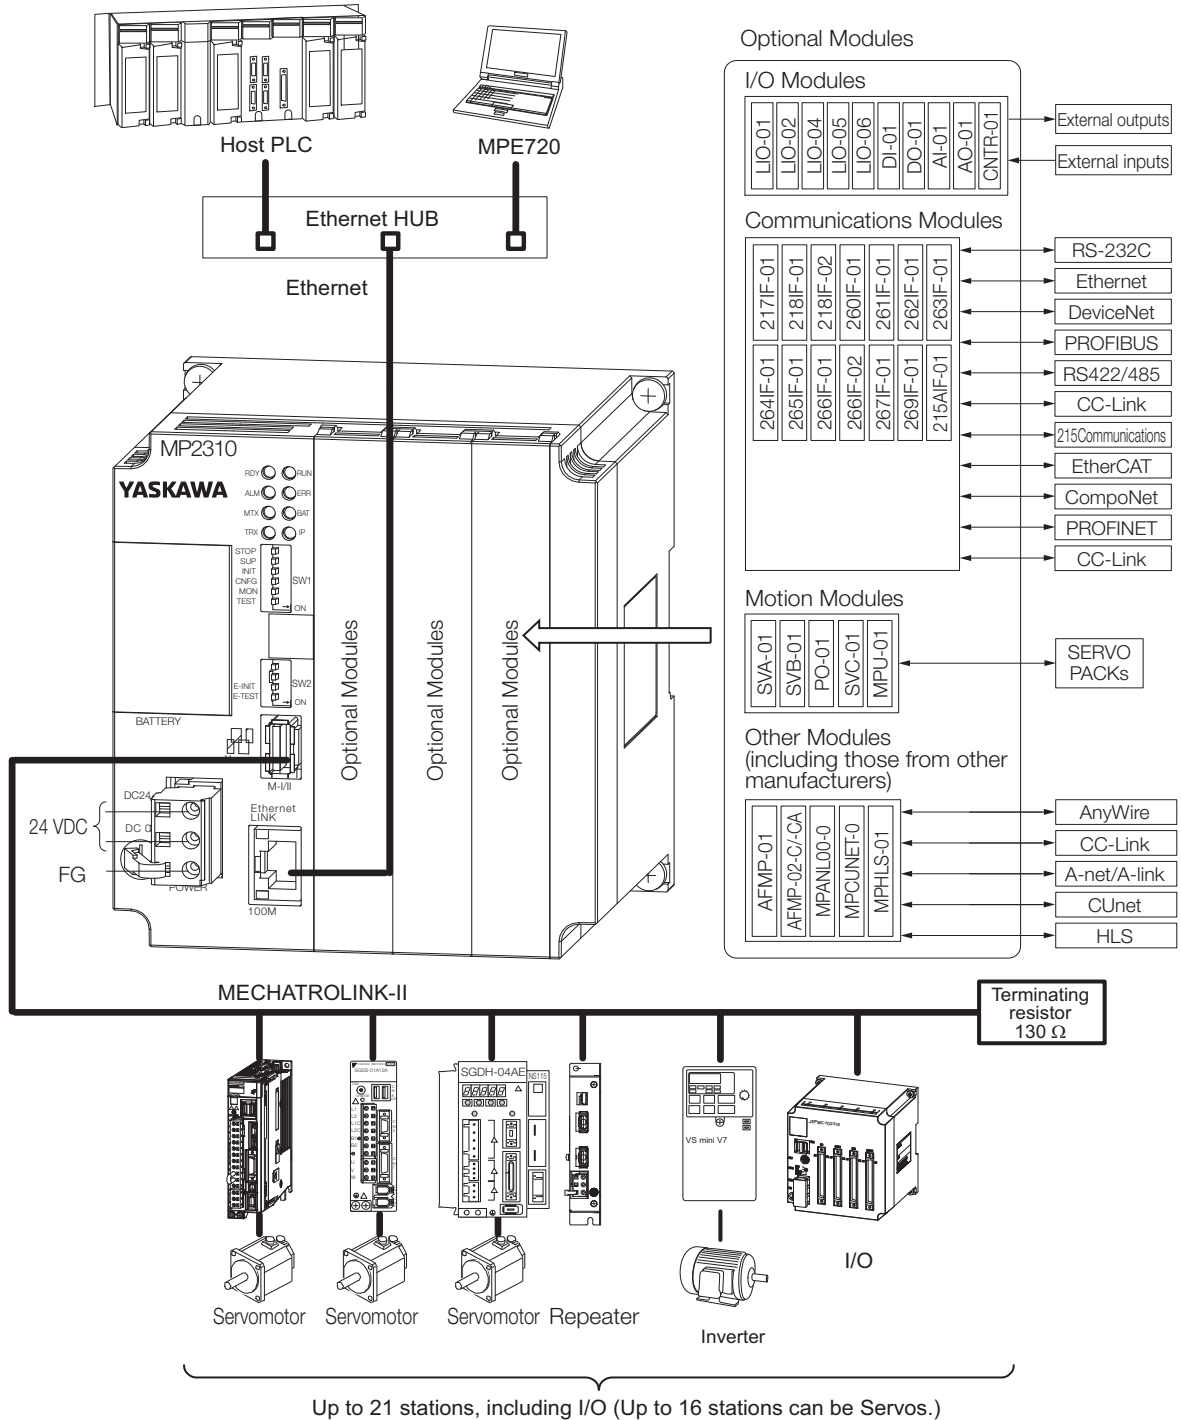 Host PLC
MPE720
Ethernet HUB
Ethernet
MP2310
YASKAWA
RDY
RUN
ALM
ERR
MTX
BAT
TRX
IP
STOP
SUP
INIT
CNFG
MON
TEST
SW1
ON
E-INIT
E-TEST
SW2
ON
BATTERY
M-I/II
DC24
DC 0
24 VDC
FG
POWER
Ethernet
LINK
100M
Optional Modules
Optional Modules
Optional Modules
Optional Modules
I/O Modules
LIO-01
LIO-02
LIO-04
LIO-05
LIO-06
DI-01
DO-01
AI-01
AO-01
CNTR-01
External outputs
External inputs
Communications Modules
217IF-01
218IF-01
218IF-02
260IF-01
261IF-01
262IF-01
263IF-01
264IF-01
265IF-01
266IF-01
266IF-02
267IF-01
269IF-01
215AIF-01
RS-232C
Ethernet
DeviceNet
PROFIBUS
RS422/485
CC-Link
215Communications
EtherCAT
CompoNet
PROFINET
CC-Link
Motion Modules
SVA-01
SVB-01
PO-01
SVC-01
MPU-01
SERVO
PACKs
Other Modules
(including those from other
manufacturers)
AFMP-01
AFMP-02-C/-CA
MPANL00-0
MPCUNET-0
MPHLS-01
AnyWire
CC-Link
A-net/A-link
CUnet
HLS
MECHATROLINK-II
Terminating
resistor
130 Ω
SGDS-01A12A
L1
L2
L1C
L2C
B1
B2
U
V
W
SGDH-04AE
NS115
VS mini V7
Servomotor
Servomotor
Servomotor
Repeater
Inverter
I/O
Up to 21 stations, including I/O (Up to 16 stations can be Servos.)